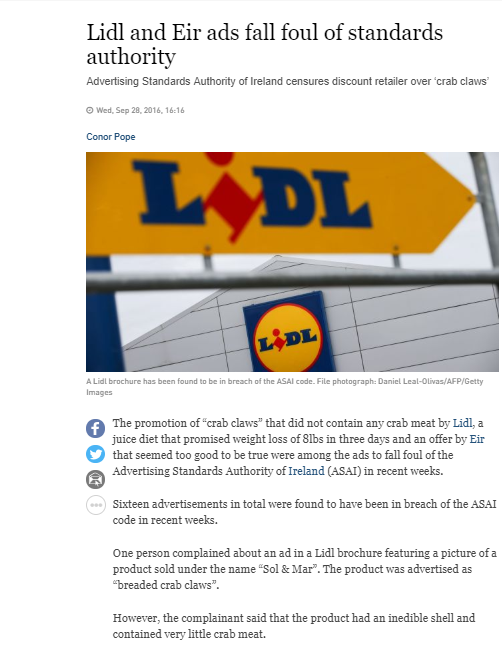 Lidl and Eir ads fall foul of standards
authority
Advertising Standards Authority of Ireland censures discount retailer over ‘crab claws’
Wed, Sep 28, 2016, 16:16
Conor Pope
LIDL
LIDL
A Lidl brochure has been found to be in breach of the ASAI code. File photograph: Daniel Leal-Olivas/AFP/Getty
Images
The promotion of “crab claws” that did not contain any crab meat by Lidl, a
juice diet that promised weight loss of 8lbs in three days and an offer by Eir
that seemed too good to be true were among the ads to fall foul of the
Advertising Standards Authority of Ireland (ASAI) in recent weeks.
Sixteen advertisements in total were found to have been in breach of the ASAI
code in recent weeks.
One person complained about an ad in a Lidl brochure featuring a picture of a
product sold under the name “Sol & Mar”. The product was advertised as
“breaded crab claws”.
However, the complainant said that the product had an inedible shell and
contained very little crab meat.